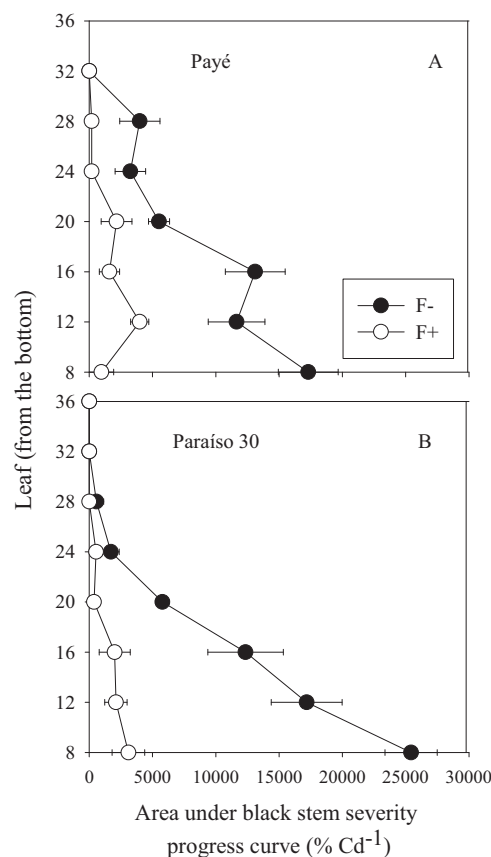 36
Payé A
32
28
24
20
16
F-
12
F+
8
36
Paraíso 30 B
32
28
24
20
16
12
8
0 5000 10000 15000 20000 25000 30000
Leaf (from the bottom)
Area under black stem severity
progress curve (% Cd-1)